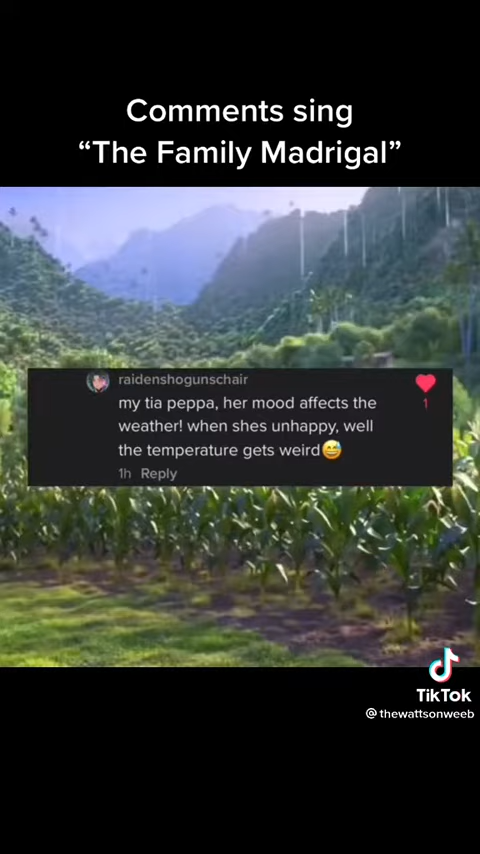 Comments sing
“The Family Madrigal”
raidenshogunschair
my tia peppa, her mood affects the
weather! when shes unhappy, well
the temperature gets weird😅
1
1h Reply
TikTok
@thewattsonweeb